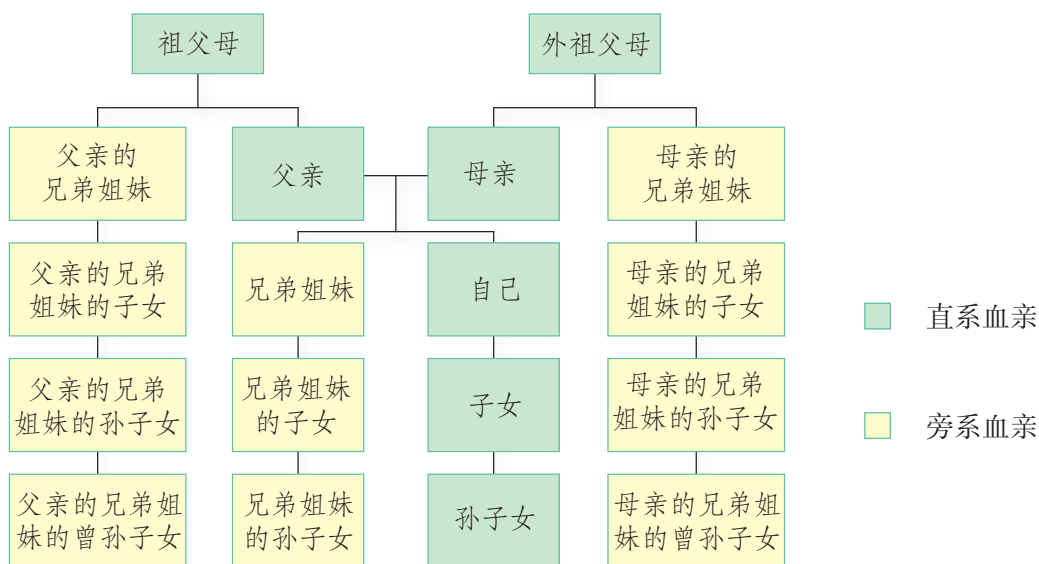 祖父母
外祖父母
父亲的
兄弟姐妹
父亲
母亲
母亲的
兄弟姐妹
父亲的兄弟
姐妹的子女
兄弟姐妹
自己
母亲的兄弟
姐妹的子女
父亲的兄弟
姐妹的孙子女
兄弟姐妹
的子女
子女
母亲的兄弟
姐妹的孙子女
父亲的兄弟姐
妹的曾孙子女
兄弟姐妹
的孙子女
孙子女
母亲的兄弟姐
妹的曾孙子女
直系血亲
旁系血亲